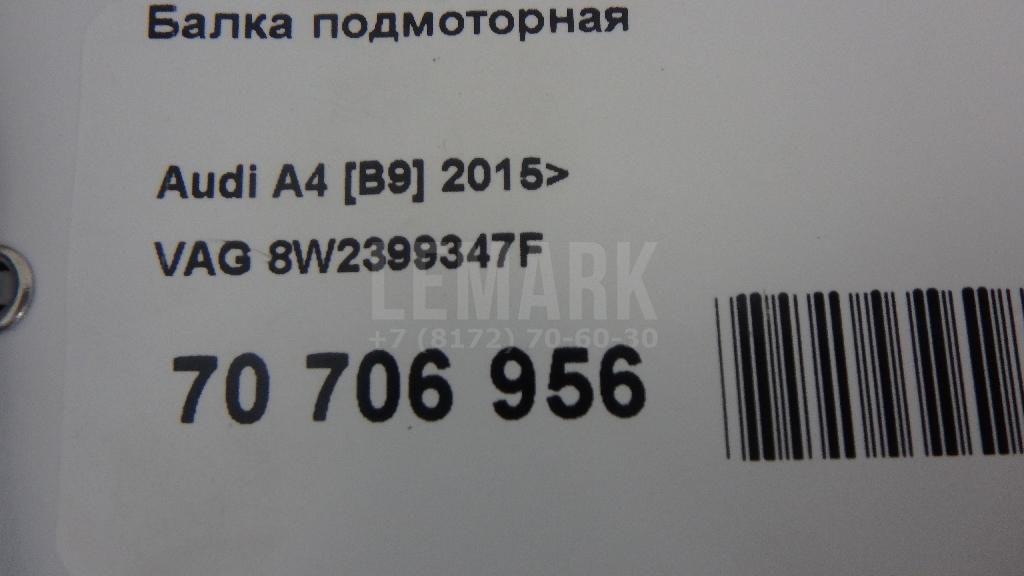 Балка подмоторная
Audi A4 [B9] 2015>
VAG 8W2399347F
LEMARK
+7 (8172) 70-60-30
70 706 956